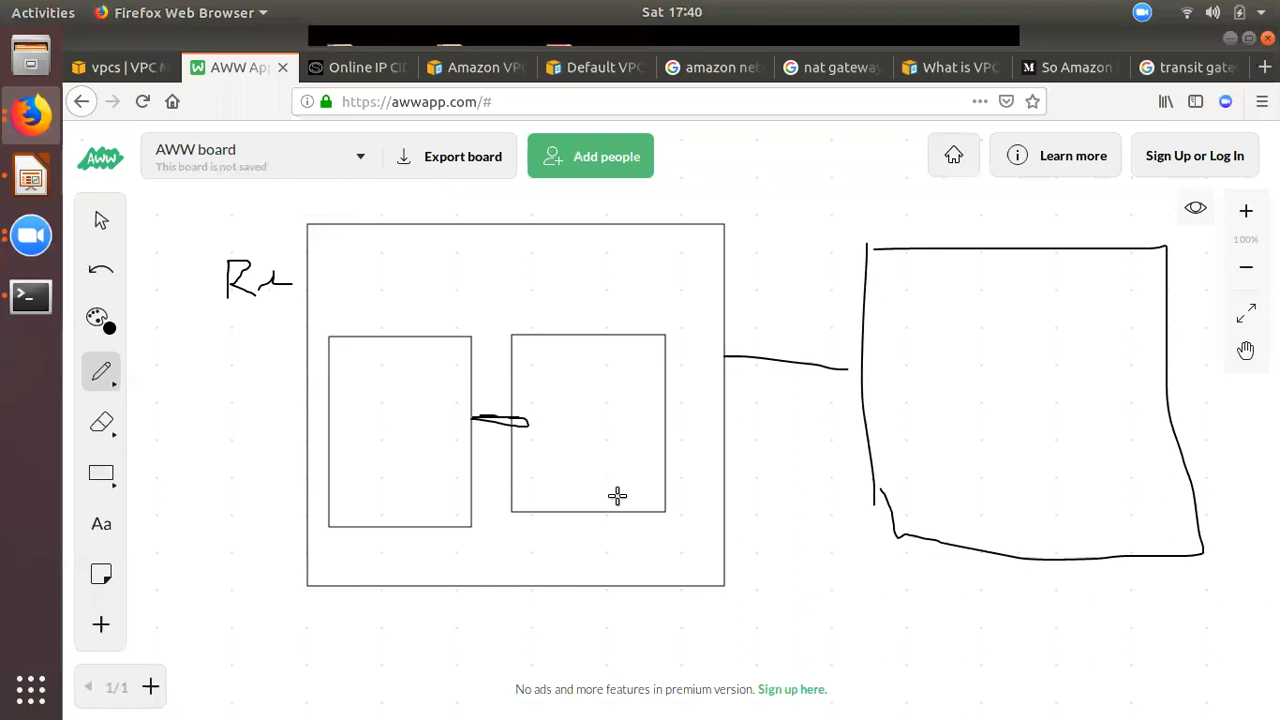 Activities Firefox Web Browser Sat 17:40
vpcs | VPC M AWW Ap Online IP CI Amazon VP Default VPC amazon ne nat gateway What is VPC So Amazon transit gate
https://awwapp.com/#
AWW AWW board Export board Add people Learn more Sign Up or Log In
This board is not saved
100%
Aa
1/1
No ads and more features in premium version. Sign up here.